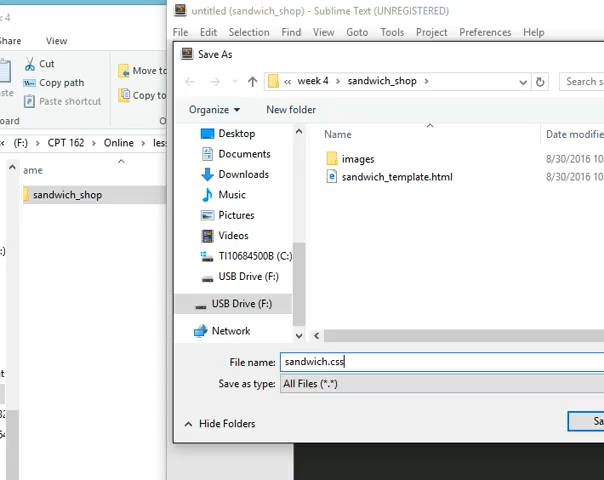 untitled (sandwich_shop) - Sublime Text (UNREGISTERED)
Edit Selection Find View Goto Tools Project Preferences Help
Save As
« week 4 › sandwich_shop ›
Search s
Organize New folder
Desktop
Documents
Downloads
Music
Pictures
Videos
TI10684500B (C:)
USB Drive (F:)
USB Drive (F:)
Network
Name Date modifie
images 8/30/2016 10:
sandwich_template.html 8/30/2016 10:
File name: sandwich.css
Save as type: All Files (*.*)
Hide Folders
Sa
k 4
Share View
Cut
Copy path
Paste shortcut
Move to
Copy to
aste
oard
« (F:) › CPT 162 › Online › les
ame
sandwich_shop